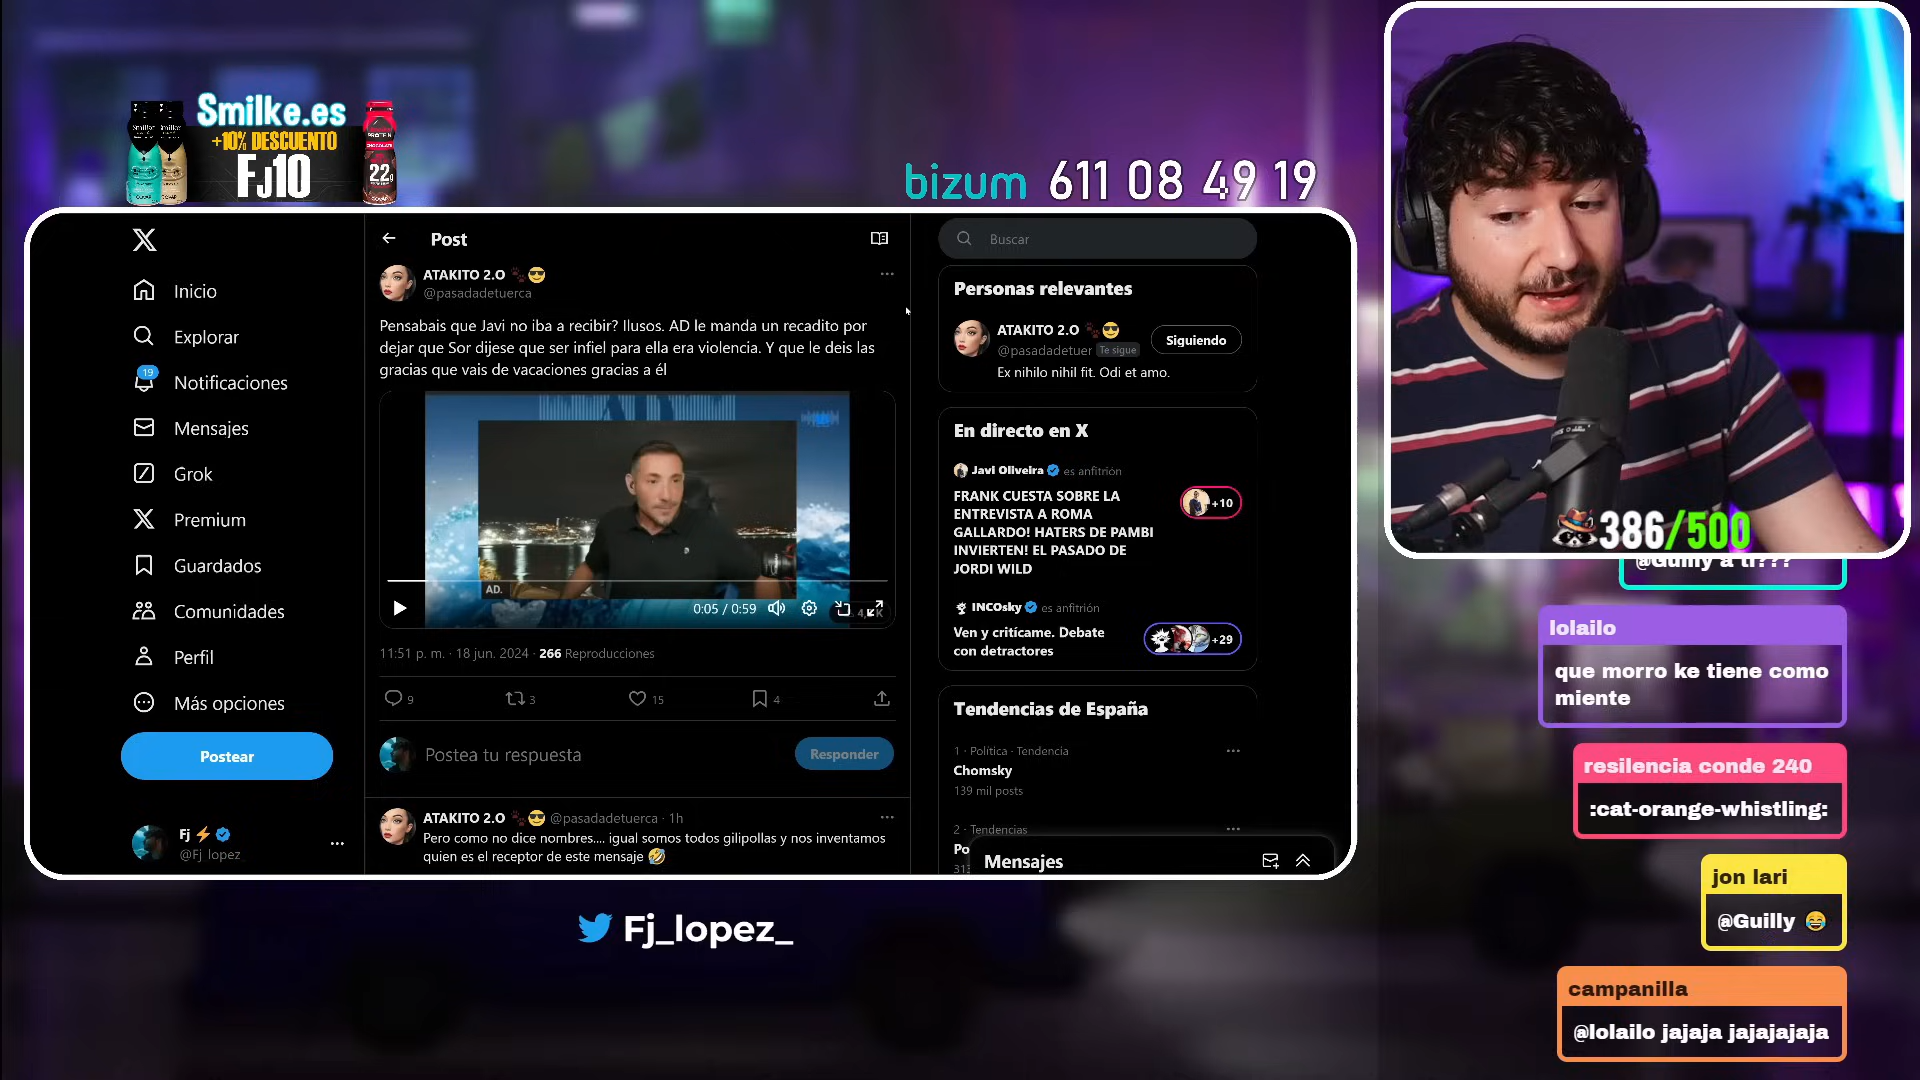 Smilke.es
+10% DESCUENTO
FJ10
22g
bizum 611 08 49 19
Post
Buscar
Inicio
Explorar
19
Notificaciones
Mensajes
Grok
Premium
Guardados
Comunidades
Perfil
Más opciones
Postear
Fj
@Fj_lopez_
ATAKITO 2.O 🐾😎
@pasadadetuerca
Pensabais que Javi no iba a recibir? Ilusos. AD le manda un recadito por
dejar que Sor dijese que ser infiel para ella era violencia. Y que le deis las
gracias que vais de vacaciones gracias a él
AD.
0:05 / 0:59
11:51 p. m. · 18 jun. 2024 · 266 Reproducciones
9
3
15
4
Postea tu respuesta
Responder
ATAKITO 2.O 🐾😎 @pasadadetuerca · 1h
Pero como no dice nombres.... igual somos todos gilipollas y nos inventamos
quien es el receptor de este mensaje 🤣
Personas relevantes
ATAKITO 2.O 🐾😎
@pasadadetuer Te sigue
Siguiendo
Ex nihilo nihil fit. Odi et amo.
En directo en X
Javi Oliveira es anfitrión
FRANK CUESTA SOBRE LA
ENTREVISTA A ROMA
GALLARDO! HATERS DE PAMBI
INVIERTEN! EL PASADO DE
JORDI WILD
+10
INCOsky es anfitrión
Ven y critícame. Debate
con detractores
+29
Tendencias de España
1 · Política · Tendencia
Chomsky
139 mil posts
2 · Tendencias
Po
Mensajes
Fj_lopez_
386/500
@Guilly a ti???
lolailo
que morro ke tiene como
miente
resilencia conde 240
:cat-orange-whistling:
jon lari
@Guilly 😂
campanilla
@lolailo jajaja jajajajaja